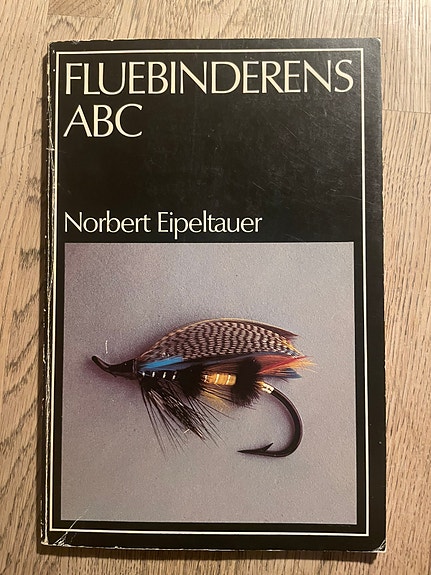 FLUEBINDERENS
ABC
Norbert Eipeltauer